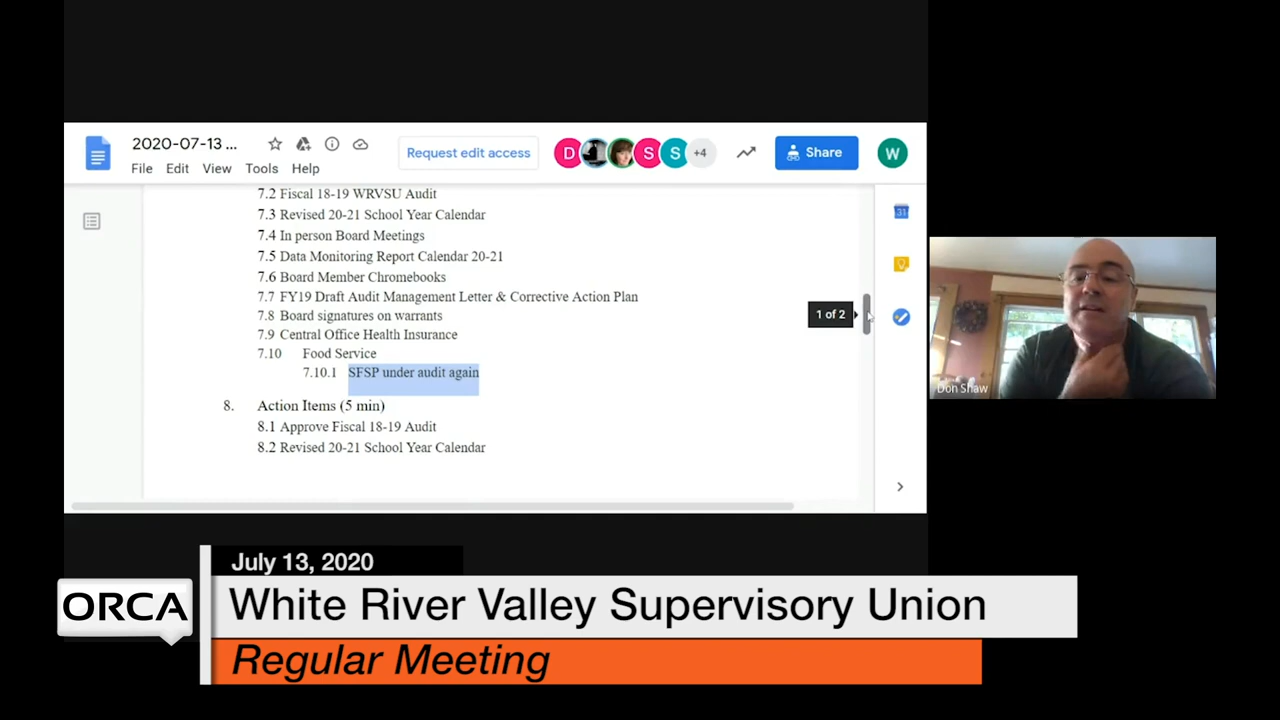 2020-07-13 ...
File Edit View Tools Help
Request edit access
D S S +4
Share
W
7.2 Fiscal 18-19 WRVSU Audit
7.3 Revised 20-21 School Year Calendar
7.4 In person Board Meetings
7.5 Data Monitoring Report Calendar 20-21
7.6 Board Member Chromebooks
7.7 FY19 Draft Audit Management Letter & Corrective Action Plan
7.8 Board signatures on warrants
7.9 Central Office Health Insurance
7.10 Food Service
7.10.1 SFSP under audit again
8. Action Items (5 min)
8.1 Approve Fiscal 18-19 Audit
8.2 Revised 20-21 School Year Calendar
31
1 of 2
Don Shaw
July 13, 2020
ORCA
White River Valley Supervisory Union
Regular Meeting